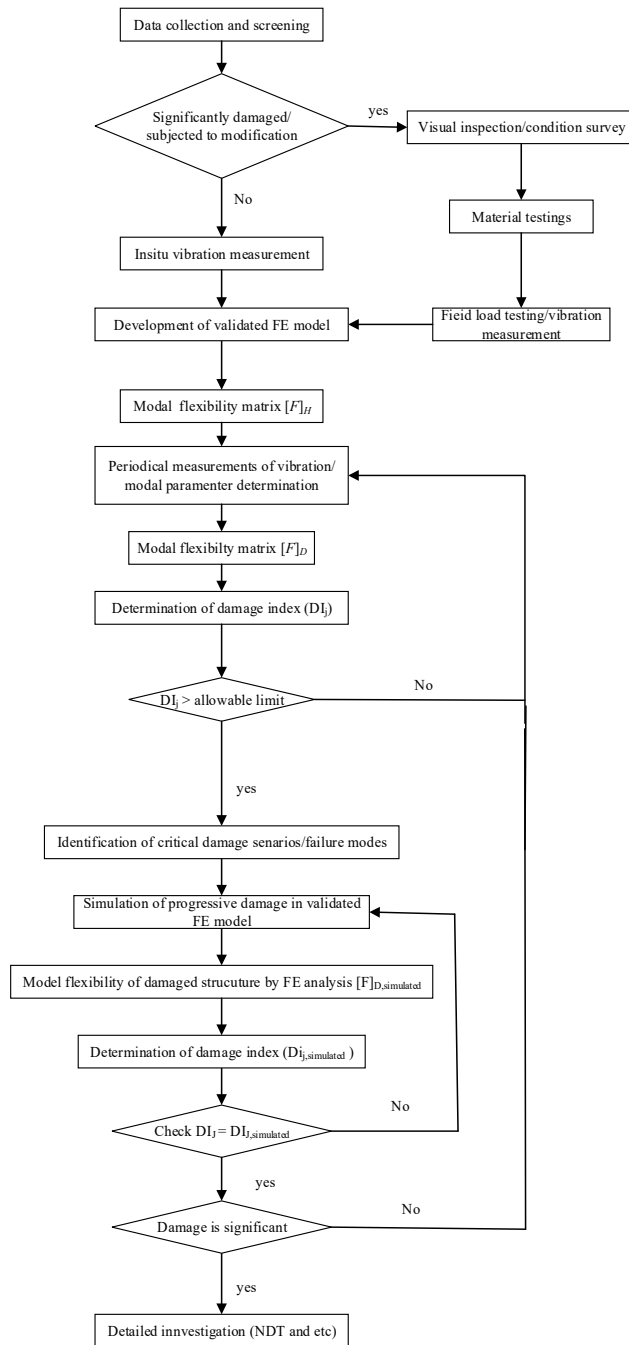 Data collection and screening
Significantly damaged/
subjected to modification
yes
Visual inspection/condition survey
No
Material testings
Insitu vibration measurement
Development of validated FE model
Fieid load testing/vibration
measurement
Modal flexibility matrix [F]H
Periodical measurements of vibration/
modal paramenter determination
Modal flexibilty matrix [F]D
Determination of damage index (DIj)
DIj > allowable limit
No
yes
Identification of critical damage senarios/failure modes
Simulation of progressive damage in validated
FE model
Model flexibility of damaged strucuture by FE analysis [F]D,simulated
Determination of damage index (Dij,simulated )
No
Check DIJ = DIJ,simulated
yes
No
Damage is significant
yes
Detailed innvestigation (NDT and etc)